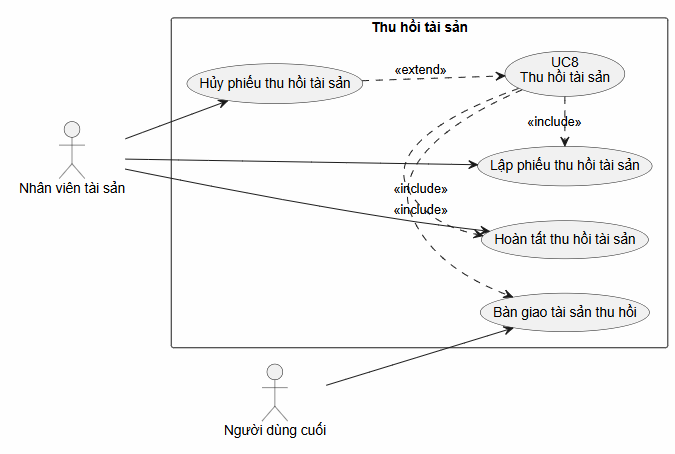 Thu hồi tài sản
UC8
Thu hồi tài sản
«extend»
Hủy phiếu thu hồi tài sản
«include»
Nhân viên tài sản
Lập phiếu thu hồi tài sản
«include»
«include»
Hoàn tất thu hồi tài sản
Bàn giao tài sản thu hồi
Người dùng cuối